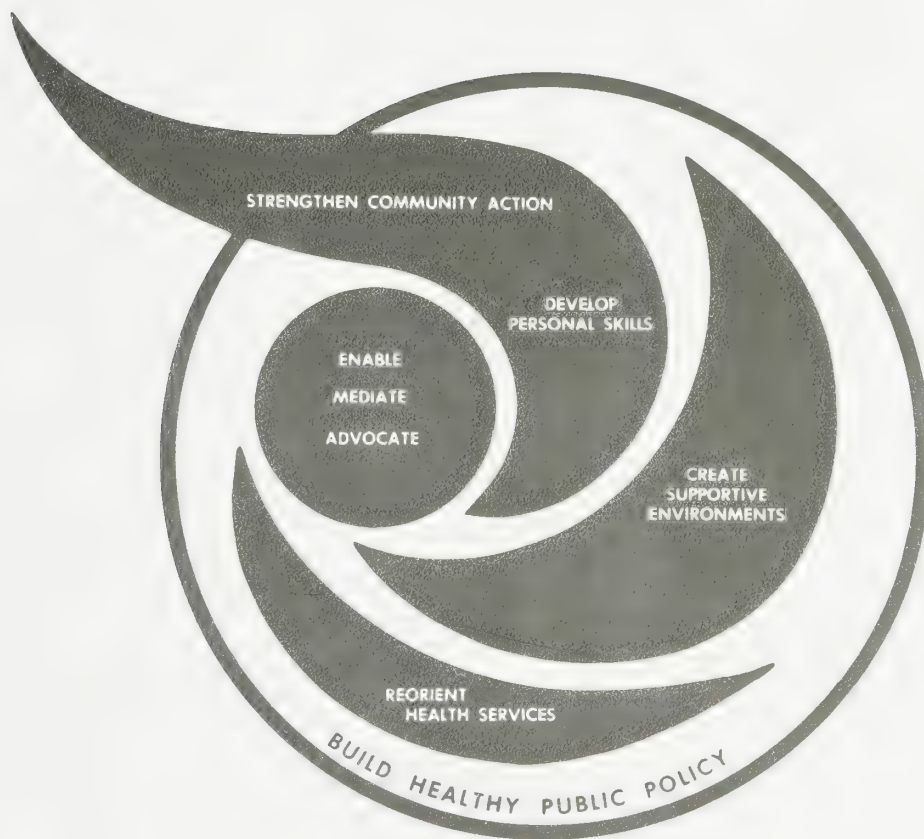 STRENGTHEN COMMUNITY ACTION
DEVELOP
PERSONAL SKILLS
ENABLE
MEDIATE
ADVOCATE
CREATE
SUPPORTIVE
ENVIRONMENTS
REORIENT
HEALTH SERVICES
BUILD HEALTHY PUBLIC POLICY